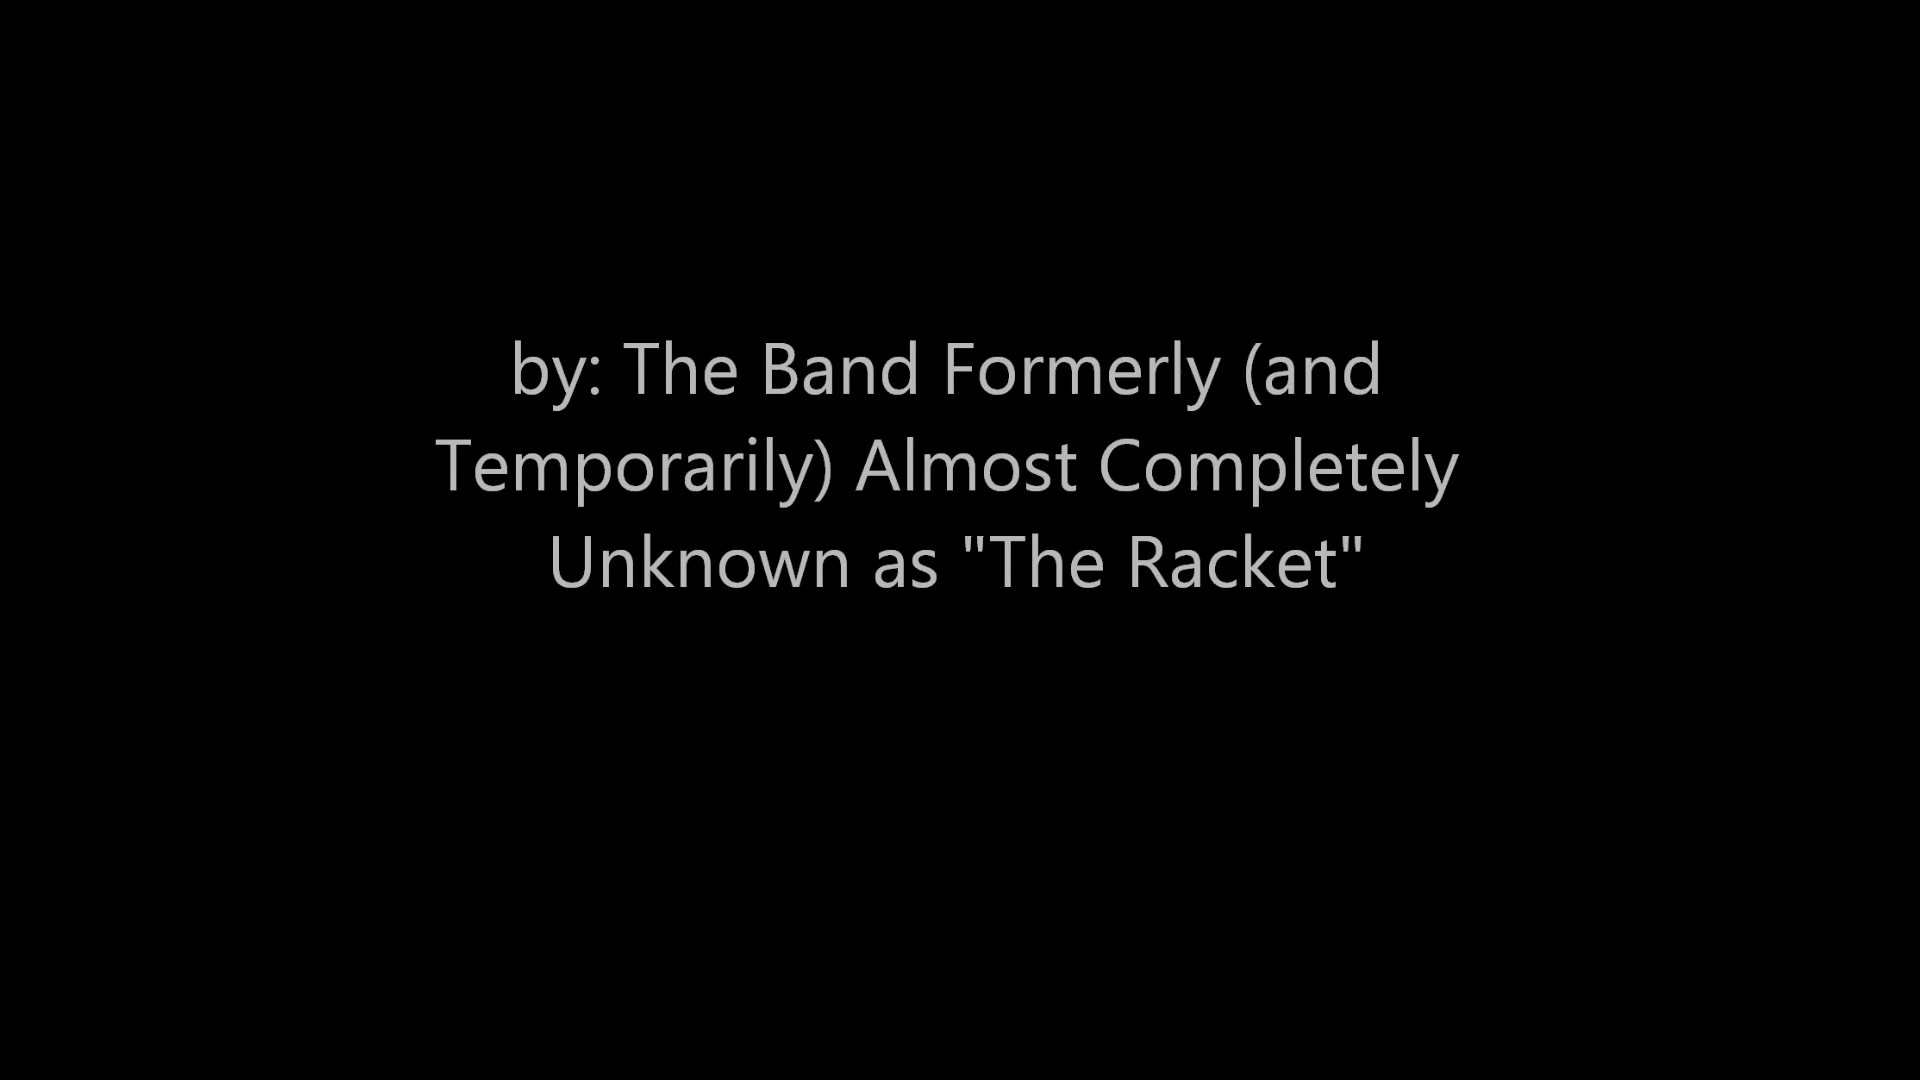 by: The Band Formerly (and
Temporarily) Almost Completely
Unknown as "The Racket"